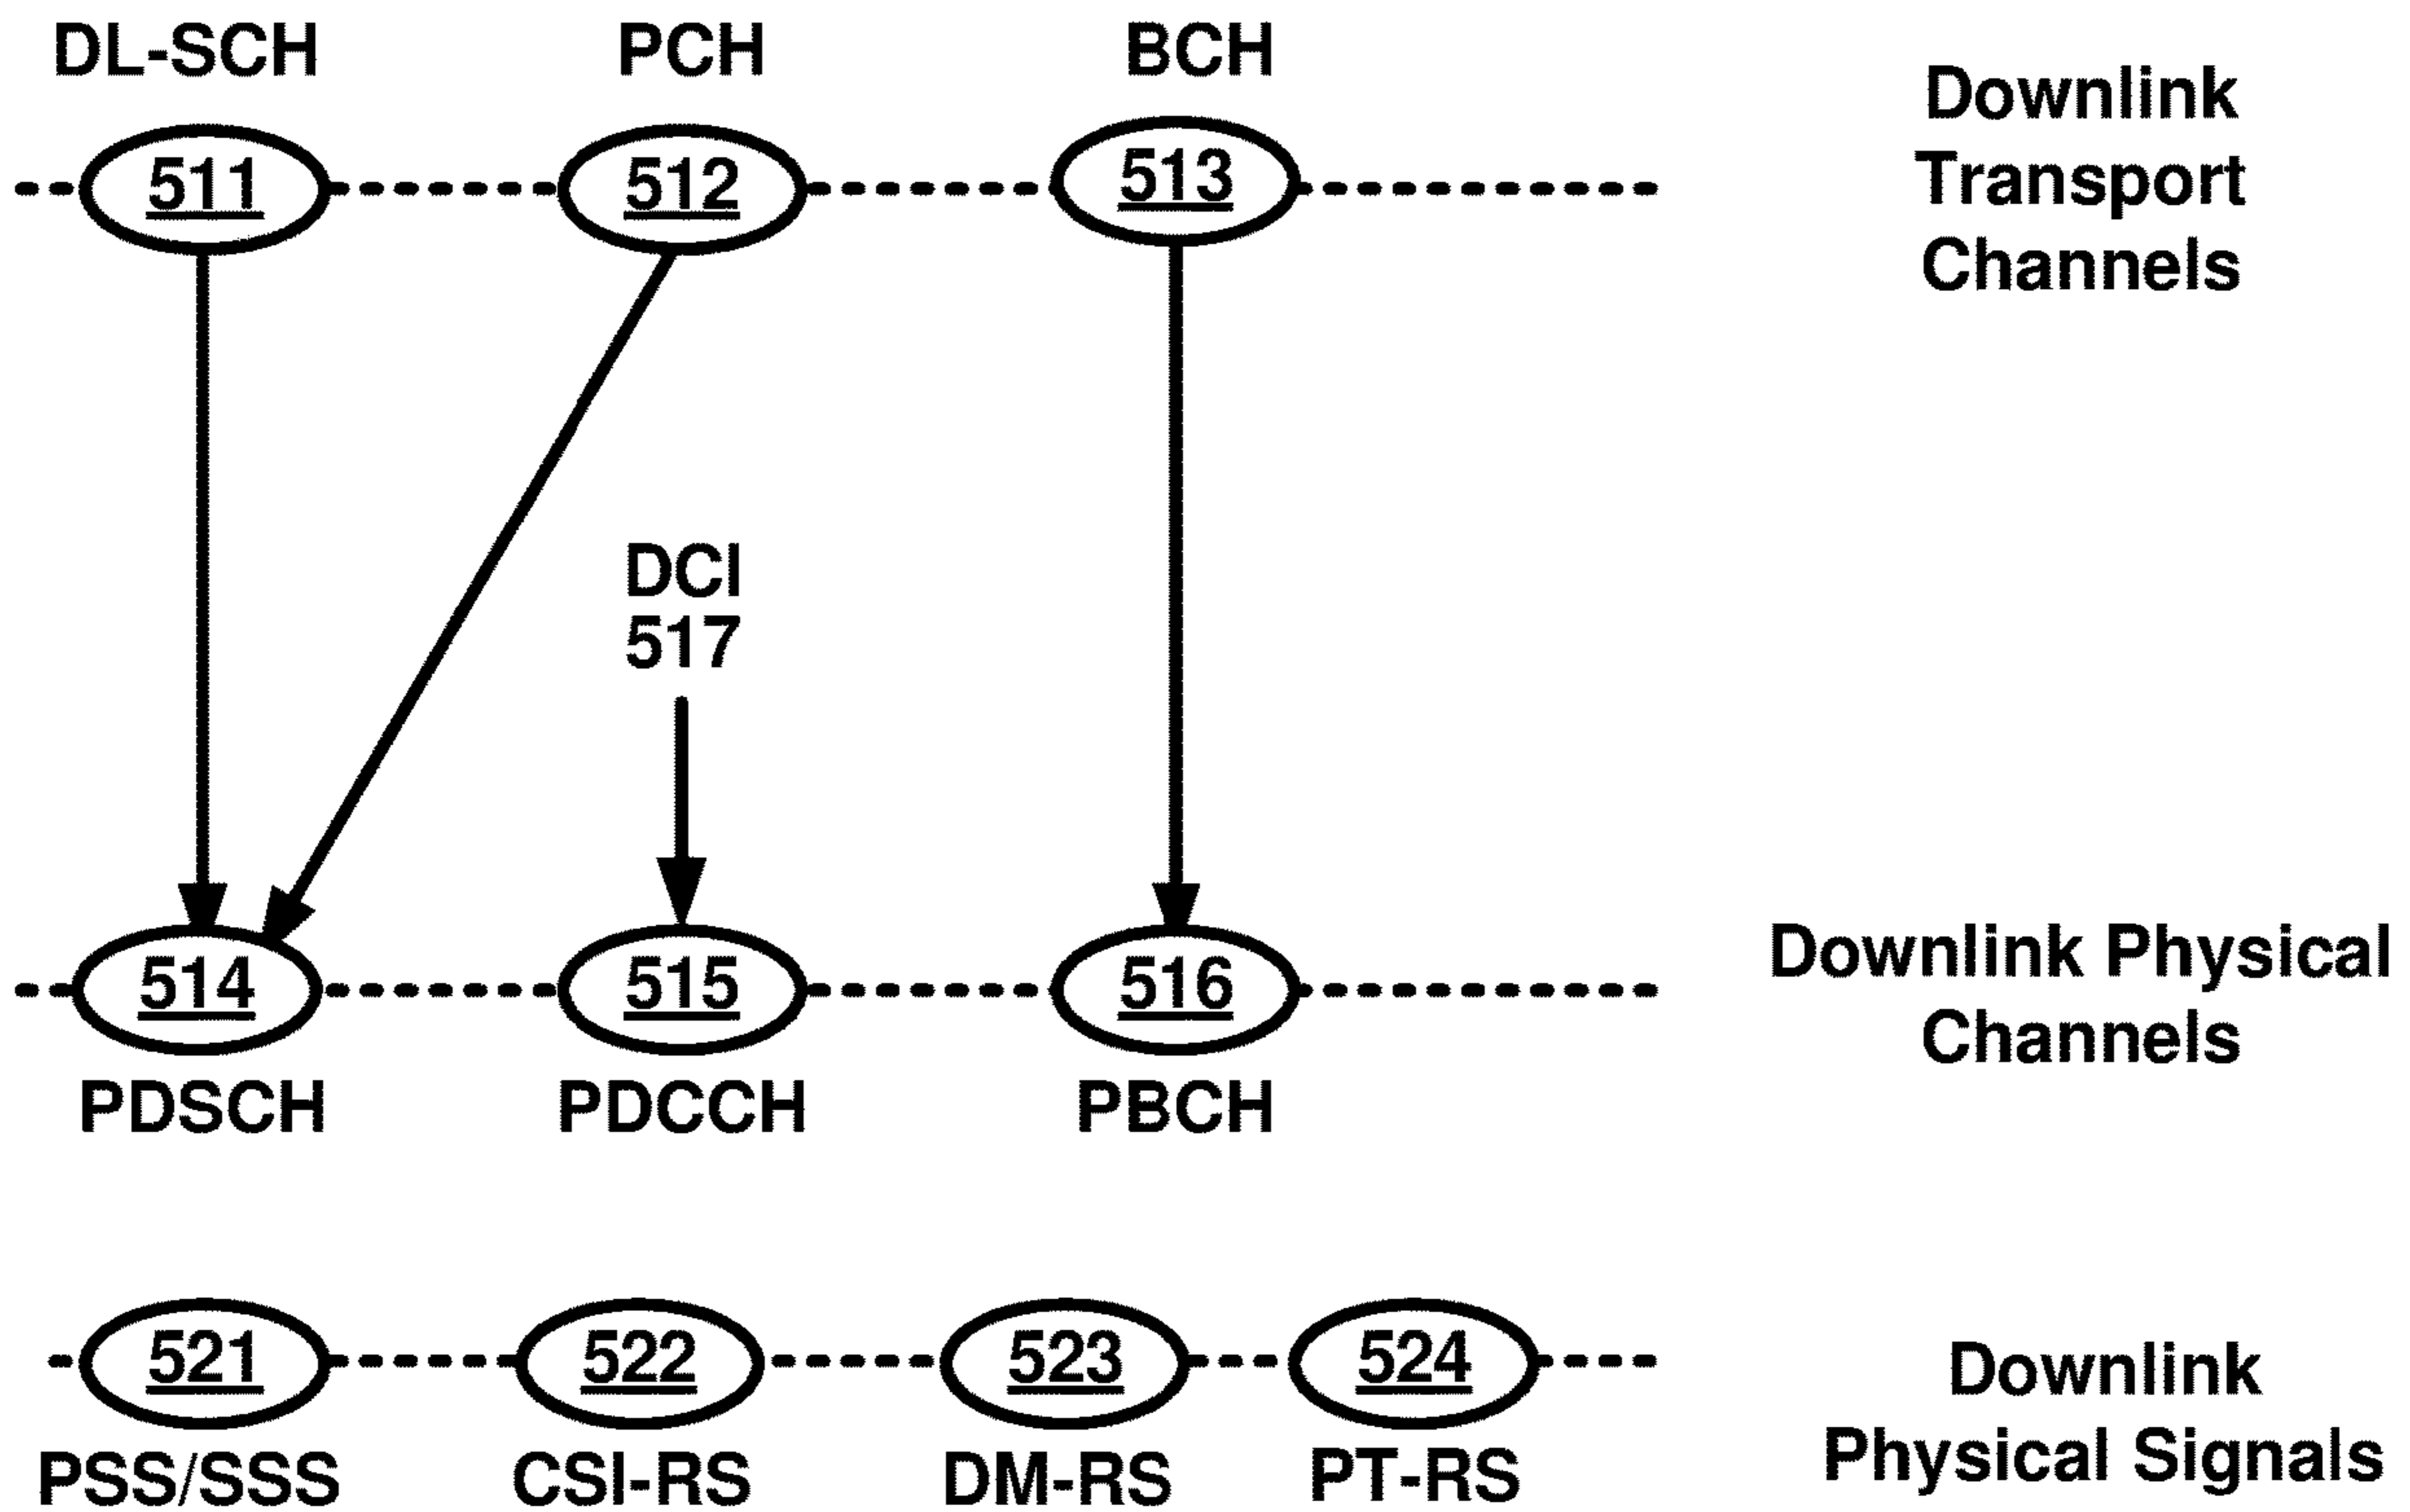 DL-SCH PCH BCH
Downlink
Transport
Channels
511 512 513
DCI
517
Downlink Physical
Channels
514 515 516
PDSCH PDCCH PBCH
521 522 523 524
Downlink
Physical Signals
PSS/SSS CSI-RS DM-RS PT-RS